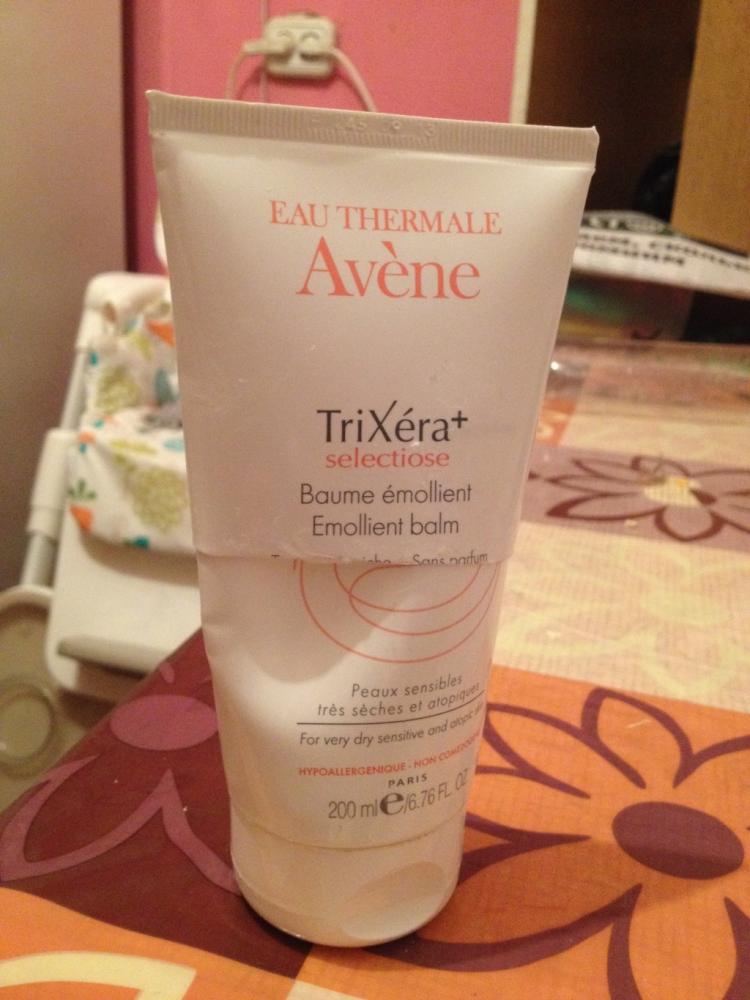 EAU THERMALE
Avène
TriXéra+
selectiose
Baume émollient
Emollient balm
Sans parfum
Peaux sensibles
très sèches et atopiques
For very dry sensitive and atopic
HYPOALLERGENIQUE - NON
PARIS
200 ml e/6.76 FL. OZ